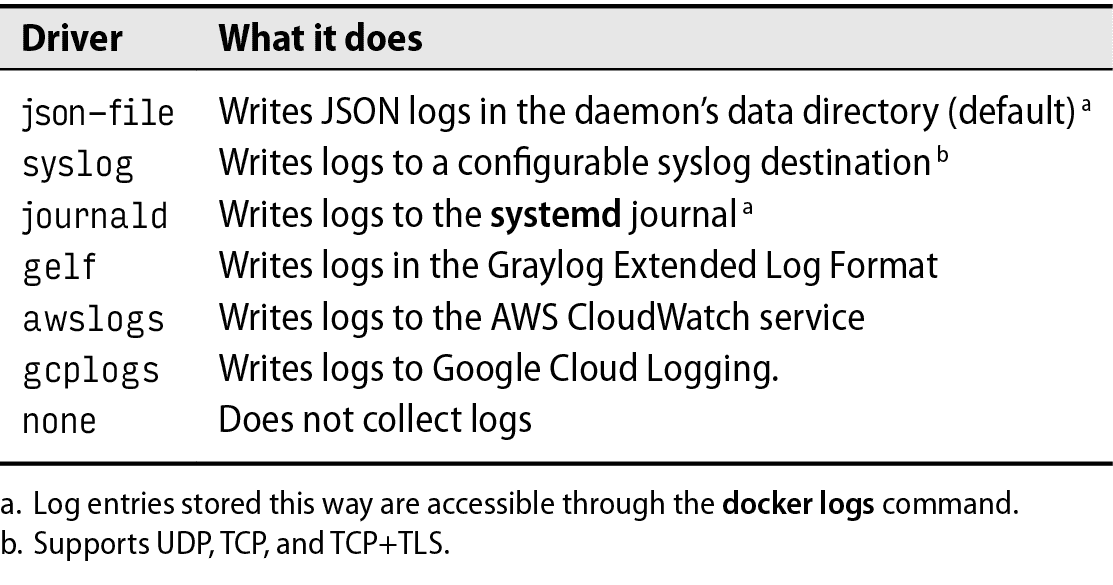 Driver What it does
json-file Writes JSON logs in the daemon’s data directory (default) a
syslog Writes logs to a configurable syslog destination b
journald Writes logs to the systemd journal a
gelf Writes logs in the Graylog Extended Log Format
awslogs Writes logs to the AWS CloudWatch service
gcplogs Writes logs to Google Cloud Logging.
none Does not collect logs
a. Log entries stored this way are accessible through the docker logs command.
b. Supports UDP, TCP, and TCP+TLS.